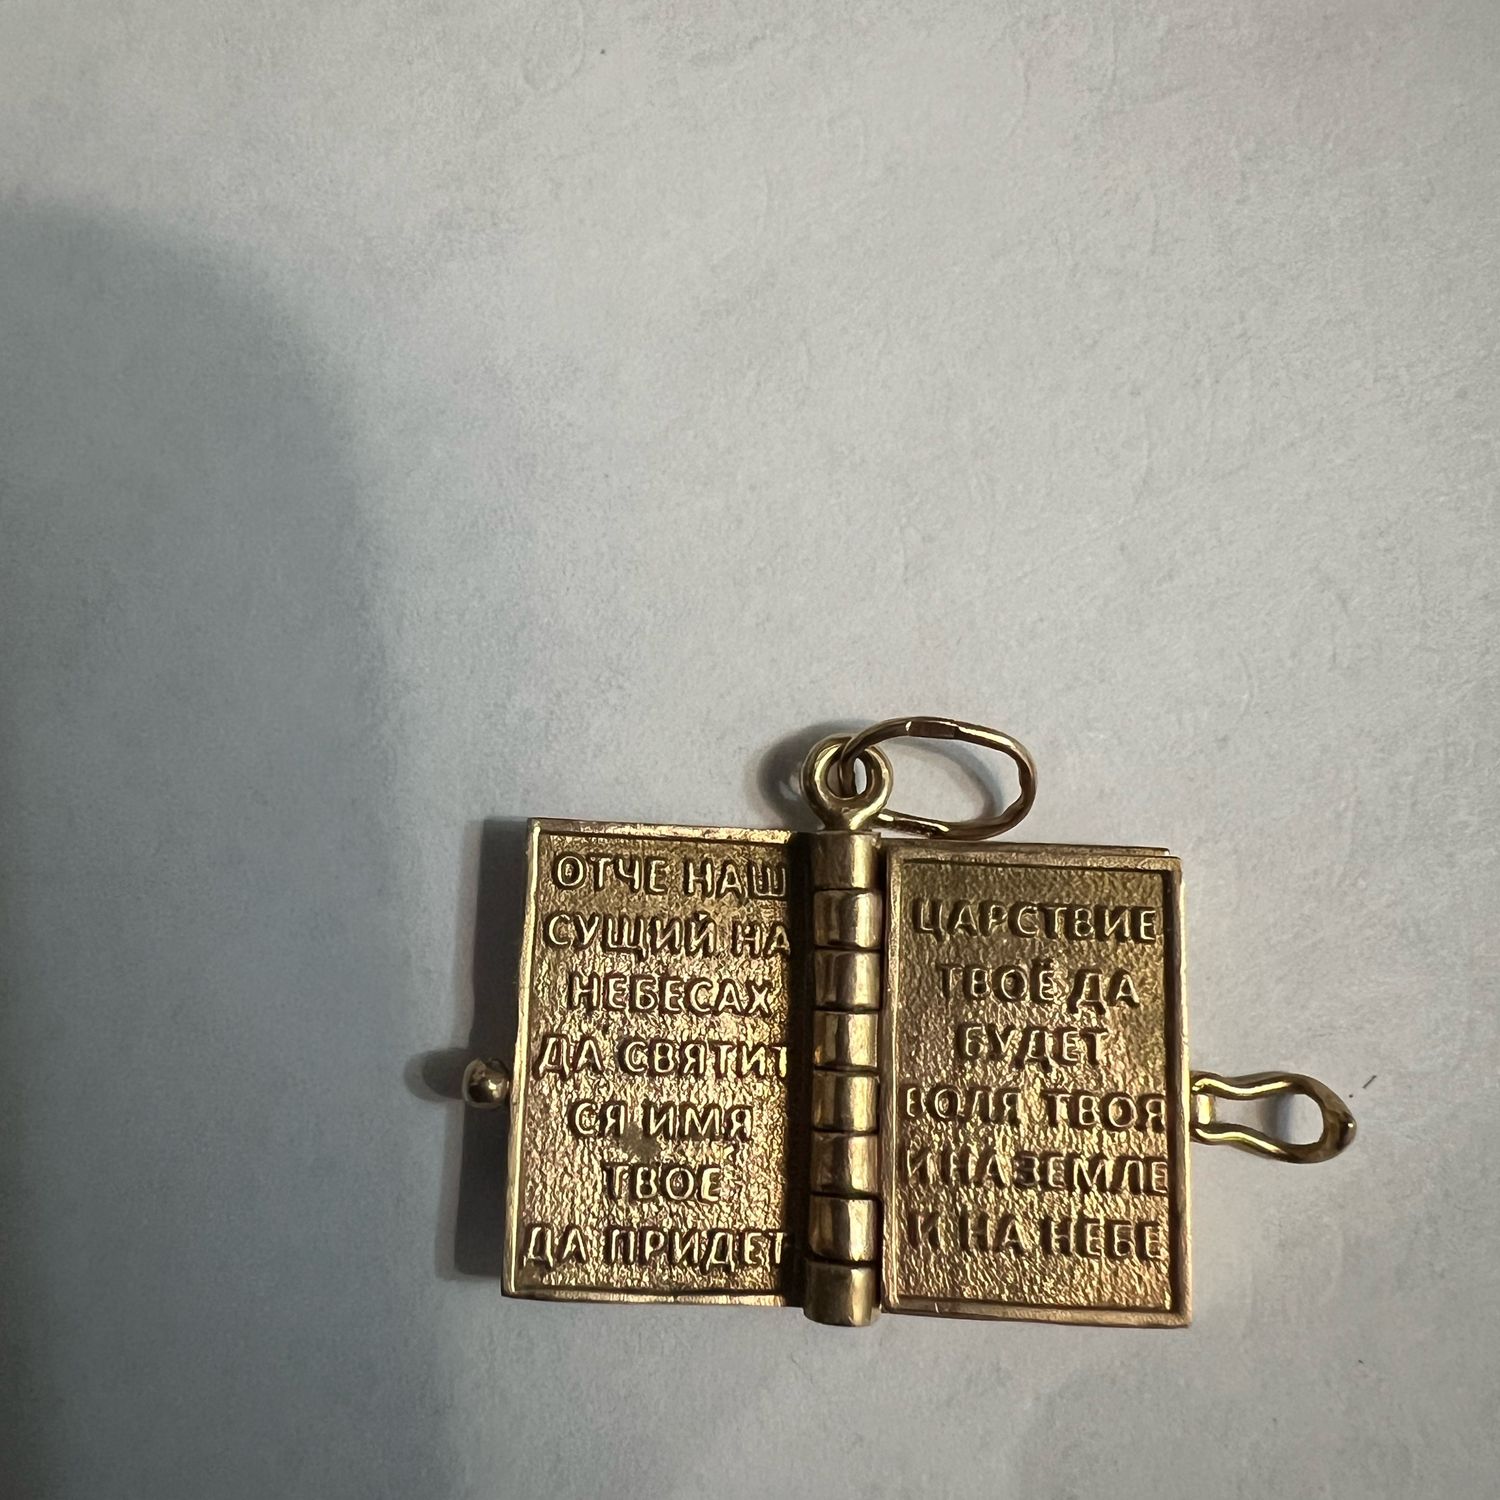 ОТЧЕ НАШ
СУЩИЙ НА
НЕБЕСАХ
ДА СВЯТИТ
СЯ ИМЯ
ТВОЕ
ДА ПРИДЕТ
ЦАРСТВИЕ
ТВОЁ ДА
БУДЕТ
ВОЛЯ ТВОЯ
И НА ЗЕМЛЕ
И НА НЕБЕ